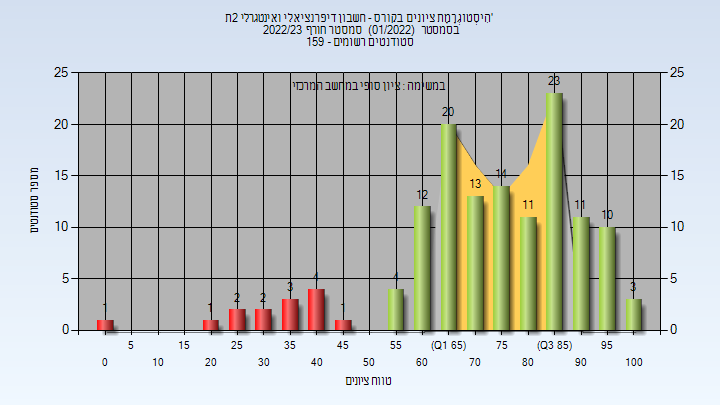 היסטוגרמת ציונים בקורס - חשבון דיפרנציאלי ואינטגרלי 2ת'
בסמסטר (01/2022) סמסטר חורף 2022/23
סטודנטים רשומים - 159
במשימה : ציון סופי במחשב המרכזי
25 25
20 20
15 15
10 10
5 5
0 0
מספר סטודנטים
1 1 2 2 3 4 1 4 12 20 13 14 11 23 11 10 3
5 15 25 35 45 55 (Q1 65) 75 (Q3 85) 95
0 10 20 30 40 50 60 70 80 90 100
טווח ציונים